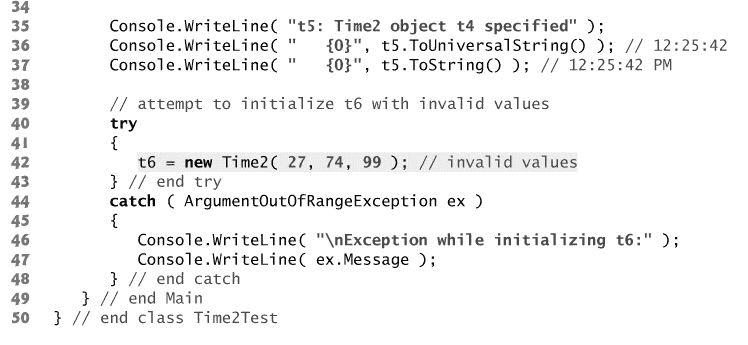 34
35 Console.WriteLine( "t5: Time2 object t4 specified" );
36 Console.WriteLine( "   {0}", t5.ToUniversalString() ); // 12:25:42
37 Console.WriteLine( "   {0}", t5.ToString() ); // 12:25:42 PM
38
39 // attempt to initialize t6 with invalid values
40 try
41 {
42 t6 = new Time2( 27, 74, 99 ); // invalid values
43 } // end try
44 catch ( ArgumentOutOfRangeException ex )
45 {
46 Console.WriteLine( "\nException while initializing t6:" );
47 Console.WriteLine( ex.Message );
48 } // end catch
49 } // end Main
50 } // end class Time2Test